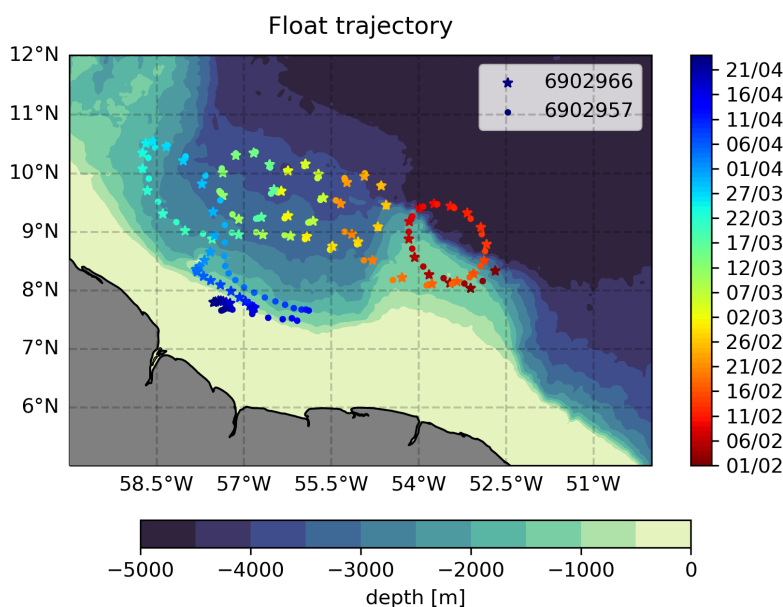 Float trajectory
12°N
11°N
10°N
9°N
8°N
7°N
6°N
58.5°W 57°W 55.5°W 54°W 52.5°W 51°W
6902966
6902957
21/04
16/04
11/04
06/04
01/04
27/03
22/03
17/03
12/03
07/03
02/03
26/02
21/02
16/02
11/02
06/02
01/02
−5000 −4000 −3000 −2000 −1000 0
depth [m]